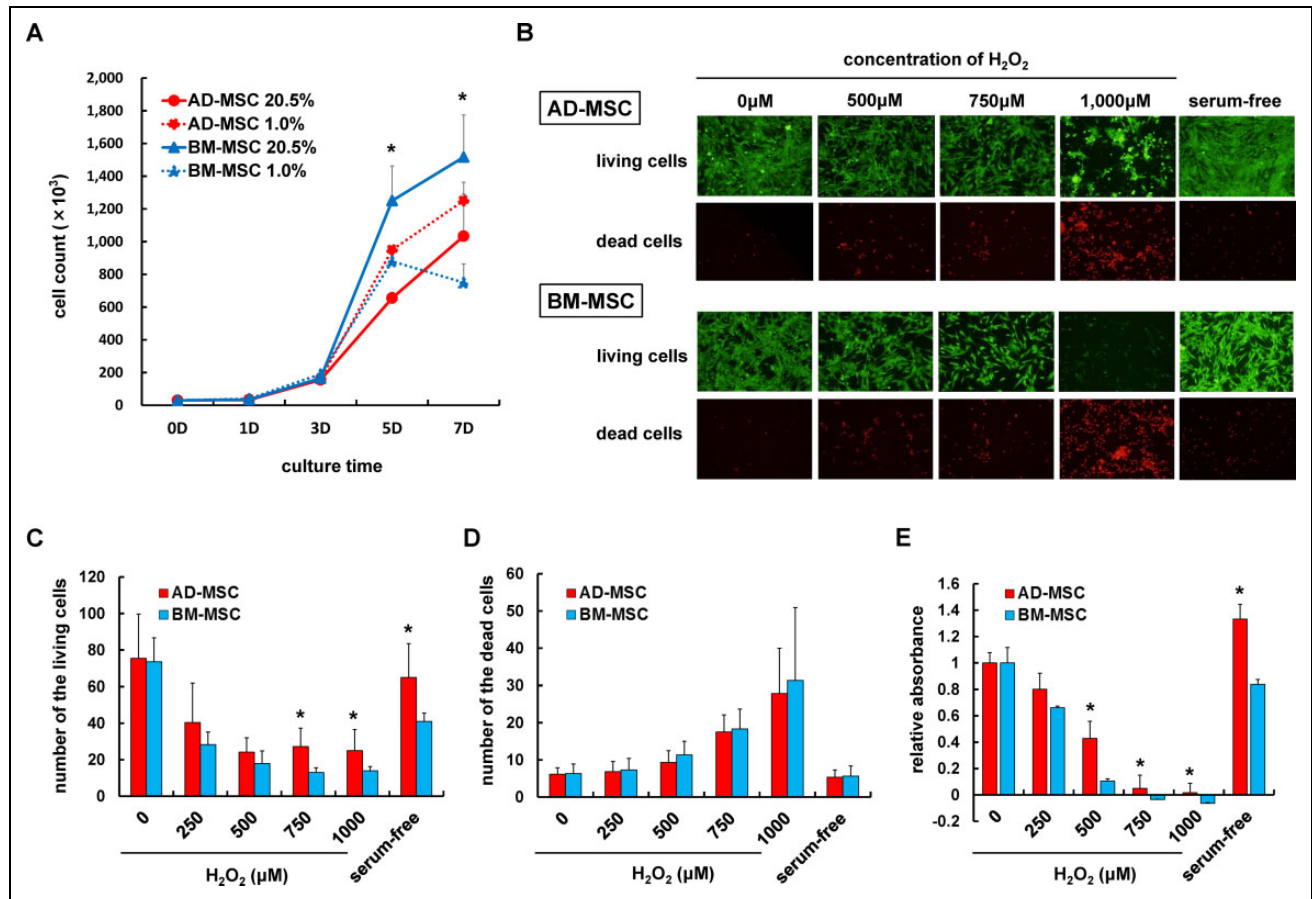 A
2,000
1,800
1,600
1,400
1,200
1,000
800
600
400
200
0
cell count (×10³)
AD-MSC 20.5%
AD-MSC 1.0%
BM-MSC 20.5%
BM-MSC 1.0%
*
*
0D 1D 3D 5D 7D
culture time
B
concentration of H₂O₂
AD-MSC
0μM 500μM 750μM 1,000μM serum-free
living cells
dead cells
BM-MSC
living cells
dead cells
C
120
100
80
60
40
20
0
number of the living cells
AD-MSC
BM-MSC
* * *
0 250 500 750 1000 serum-free
H₂O₂ (μM)
D
60
50
40
30
20
10
0
number of the dead cells
AD-MSC
BM-MSC
0 250 500 750 1000 serum-free
H₂O₂ (μM)
E
1.6
1.4
1.2
1
0.8
0.6
0.4
0.2
0
-0.2
relative absorbance
AD-MSC
BM-MSC
* * * *
0 250 500 750 1000 serum-free
H₂O₂ (μM)